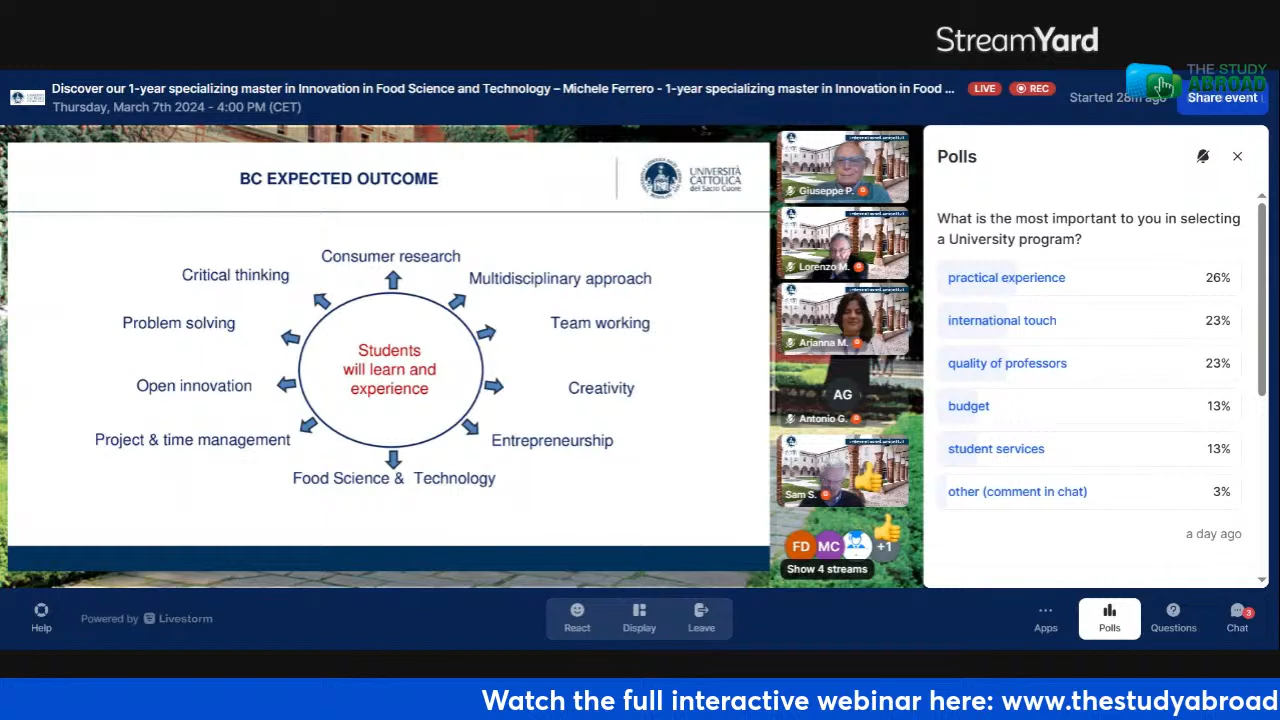 StreamYard
Discover our 1-year specializing master in Innovation in Food Science and Technology – Michele Ferrero - 1-year specializing master in Innovation in Food ...
LIVE
REC
THE STUDY
ABROAD
Thursday, March 7th 2024 - 4:00 PM (CET)
Started 28m ago
Share event
BC EXPECTED OUTCOME
UNIVERSITÀ
CATTOLICA
del Sacro Cuore
Consumer research
Critical thinking
Multidisciplinary approach
Problem solving
Team working
Students
will learn and
experience
Open innovation
Creativity
Project & time management
Entrepreneurship
Food Science & Technology
Giuseppe P.
Lorenzo M.
Arianna M.
AG
Antonio G.
Sam S.
FD
MC
+1
Show 4 streams
Polls
What is the most important to you in selecting
a University program?
practical experience 26%
international touch 23%
quality of professors 23%
budget 13%
student services 13%
other (comment in chat) 3%
a day ago
Help
Powered by Livestorm
React
Display
Leave
Apps
Polls
Questions
3
Chat
Watch the full interactive webinar here: www.thestudyabroad